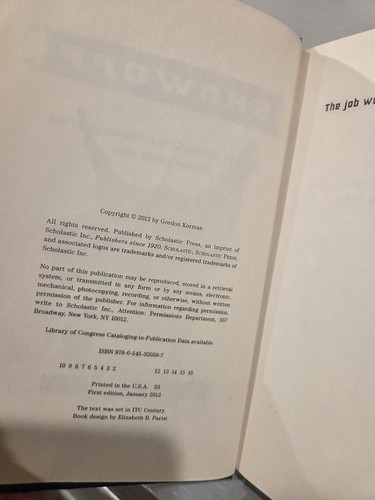 SHOWOFF
The job w
Copyright © 2012 by Gordon Korman
All rights reserved. Published by Scholastic Press, an imprint of
Scholastic Inc., Publishers since 1920. SCHOLASTIC, SCHOLASTIC PRESS,
and associated logos are trademarks and/or registered trademarks of
Scholastic Inc.
No part of this publication may be reproduced, stored in a retrieval
system, or transmitted in any form or by any means, electronic,
mechanical, photocopying, recording, or otherwise, without written
permission of the publisher. For information regarding permission,
write to Scholastic Inc., Attention: Permissions Department, 557
Broadway, New York, NY 10012.
Library of Congress Cataloging-in-Publication Data available
ISBN 978-0-545-32059-7
10 9 8 7 6 5 4 3 2 12 13 14 15 16
Printed in the U.S.A. 23
First edition, January 2012
The text was set in ITC Century.
Book design by Elizabeth B. Parisi